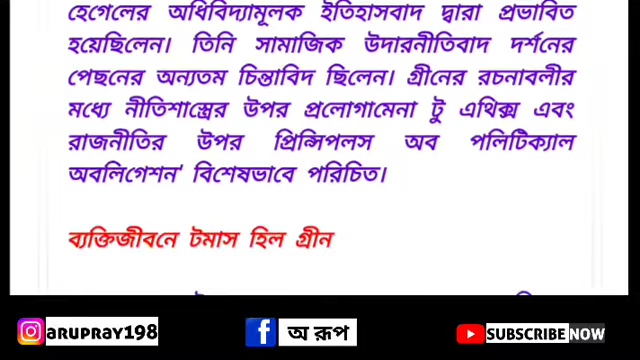 হেগেলের অধিবিদ্যামূলক ইতিহাসবাদ দ্বারা প্রভাবিত
হয়েছিলেন। তিনি সামাজিক উদারনীতিবাদ দর্শনের
পেছনের অন্যতম চিন্তাবিদ ছিলেন। গ্রীনের রচনাবলীর
মধ্যে নীতিশাস্ত্রের উপর প্রলোগামেনা টু এথিক্স এবং
রাজনীতির উপর প্রিন্সিপলস অব পলিটিক্যাল
অবলিগেশন' বিশেষভাবে পরিচিত।
ব্যক্তিজীবনে টমাস হিল গ্রীন
arupray198
অ রূপ
SUBSCRIBE NOW